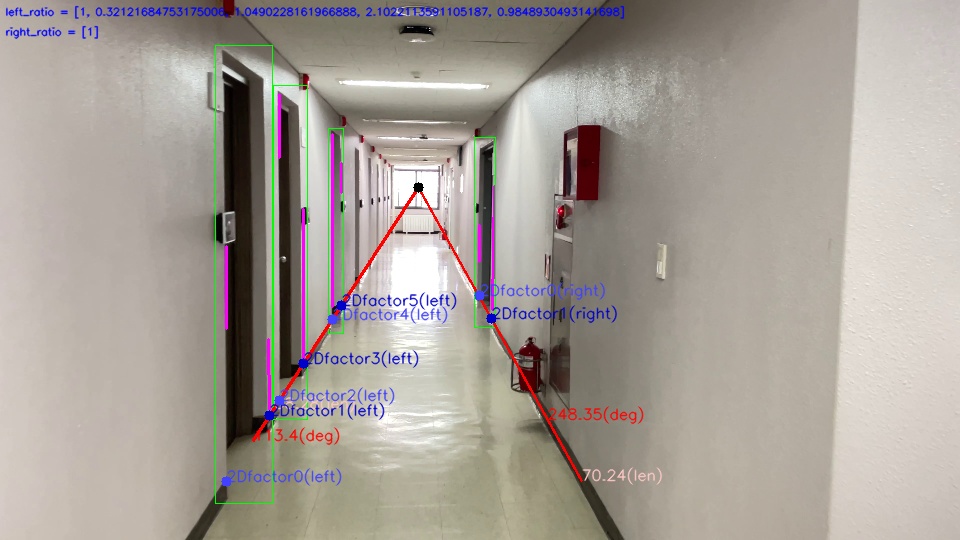 left_ratio = [1, 0.32121684753175006, 1.0490228161966888, 2.1022113591105187, 0.9848930493141698]
right_ratio = [1]
2Dfactor0(right)
2Dfactor5(left)
2Dfactor4(left)
2Dfactor1(right)
2Dfactor3(left)
2Dfactor2(left)
2Dfactor1(left)
248.35(deg)
113.4(deg)
2Dfactor0(left)
70.24(len)